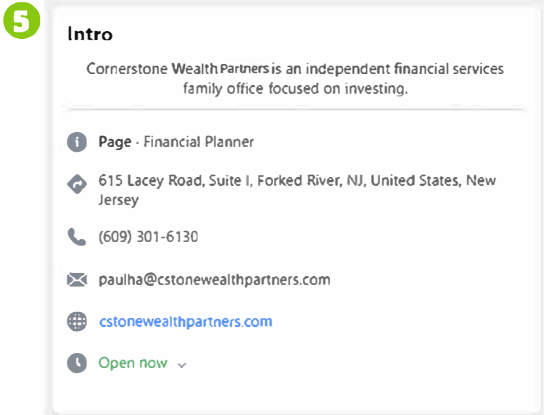 5
Intro
Cornerstone Wealth Partners is an independent financial services
family office focused on investing.
Page · Financial Planner
615 Lacey Road, Suite I, Forked River, NJ, United States, New
Jersey
(609) 301-6130
paulha@cstonewealthpartners.com
cstonewealthpartners.com
Open now